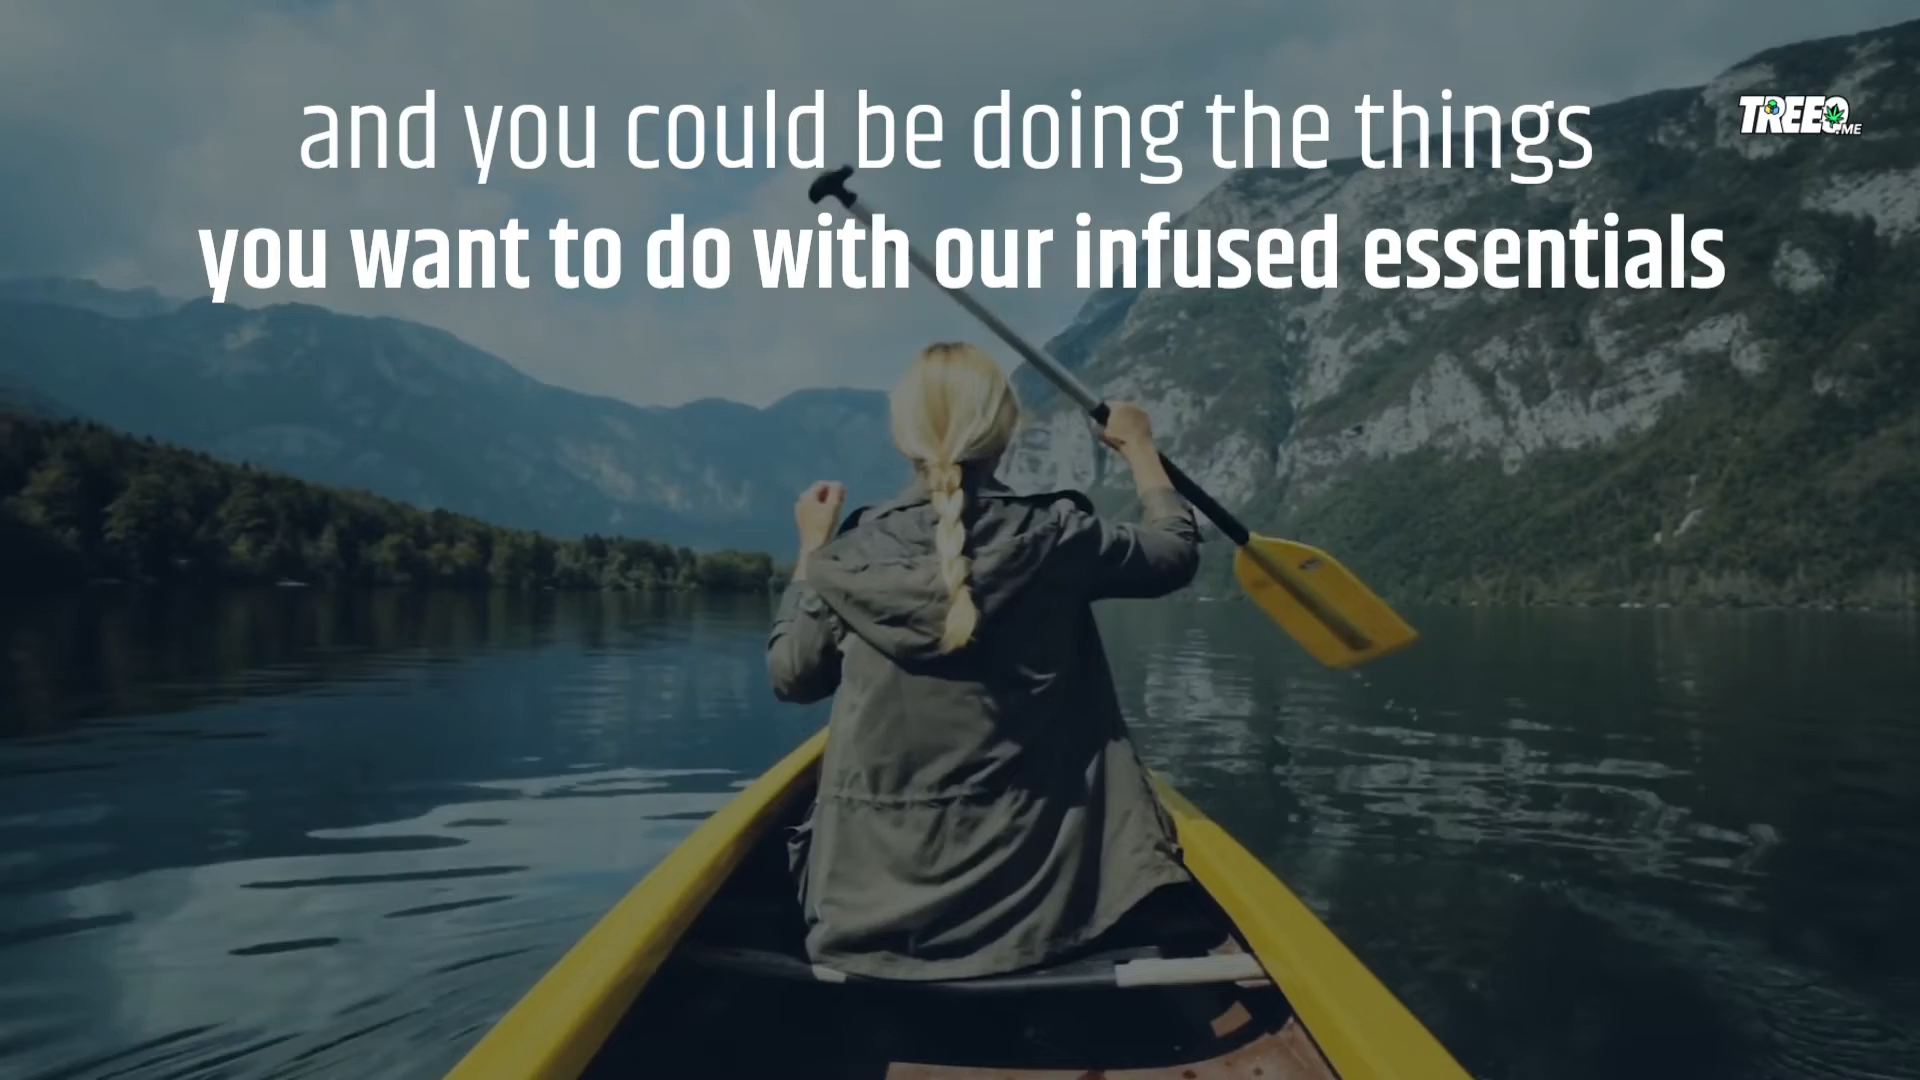 and you could be doing the things
you want to do with our infused essentials
TREEO.ME